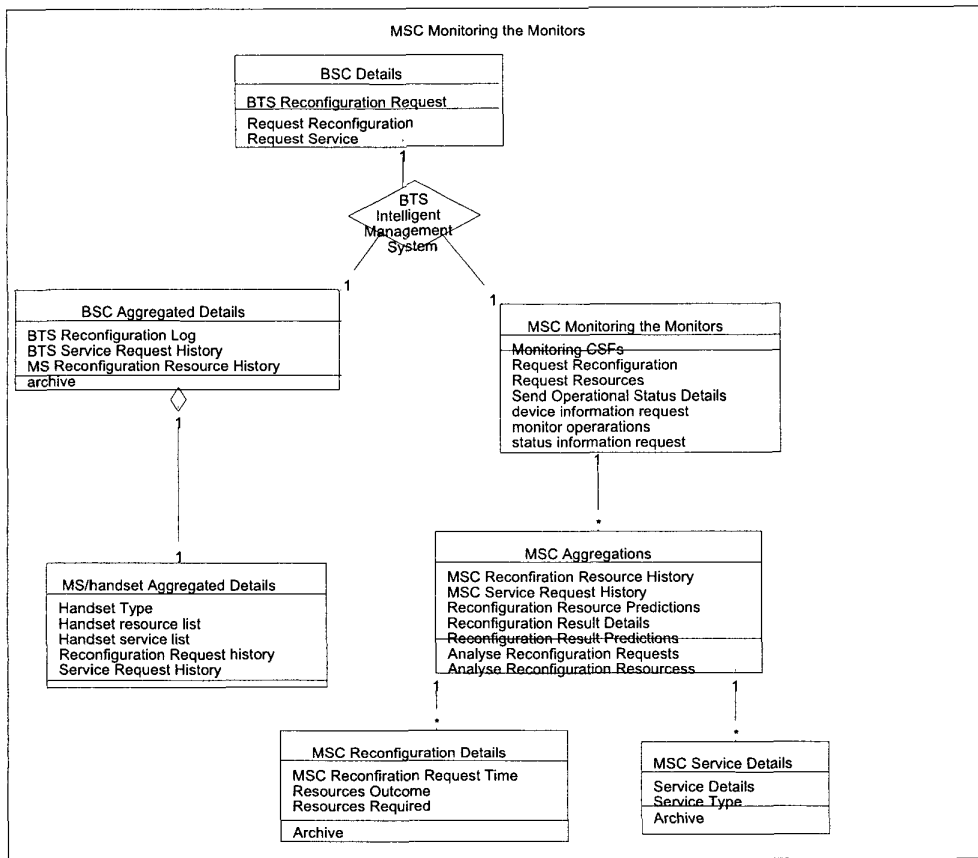 MSC Monitoring the Monitors
BSC Details
BTS Reconfiguration Request
Request Reconfiguration
Request Service
1
BTS
Intelligent
Management
System
1
1
BSC Aggregated Details
BTS Reconfiguration Log
BTS Service Request History
MS Reconfiguration Resource History
archive
1
1
MS/handset Aggregated Details
Handset Type
Handset resource list
Handset service list
Reconfiguration Request history
Service Request History
MSC Monitoring the Monitors
Monitoring CSFs
Request Reconfiguration
Request Resources
Send Operational Status Details
device information request
monitor operarations
status information request
1
*
MSC Aggregations
MSC Reconfiration Resource History
MSC Service Request History
Reconfiguration Resource Predictions
Reconfiguration Result Details
Reconfiguration Result Predictions
Analyse Reconfiguration Requests
Analyse Reconfiguration Resourcess
1
1
*
*
MSC Reconfiguration Details
MSC Reconfiration Request Time
Resources Outcome
Resources Required
Archive
MSC Service Details
Service Details
Service Type
Archive